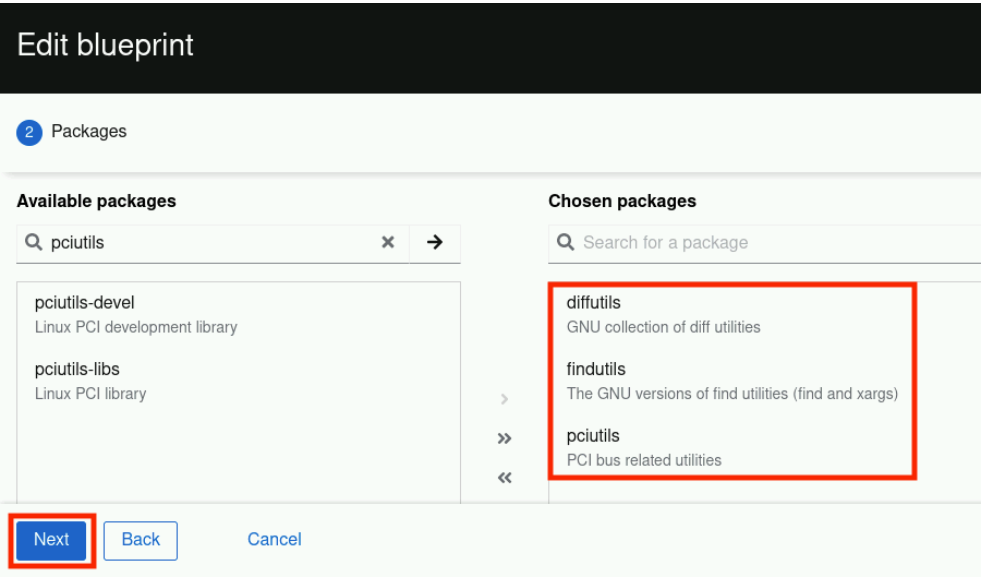 Edit blueprint
2 Packages
Available packages
pciutils
pciutils-devel
Linux PCI development library
pciutils-libs
Linux PCI library
Chosen packages
Search for a package
diffutils
GNU collection of diff utilities
findutils
The GNU versions of find utilities (find and xargs)
pciutils
PCI bus related utilities
Next
Back
Cancel